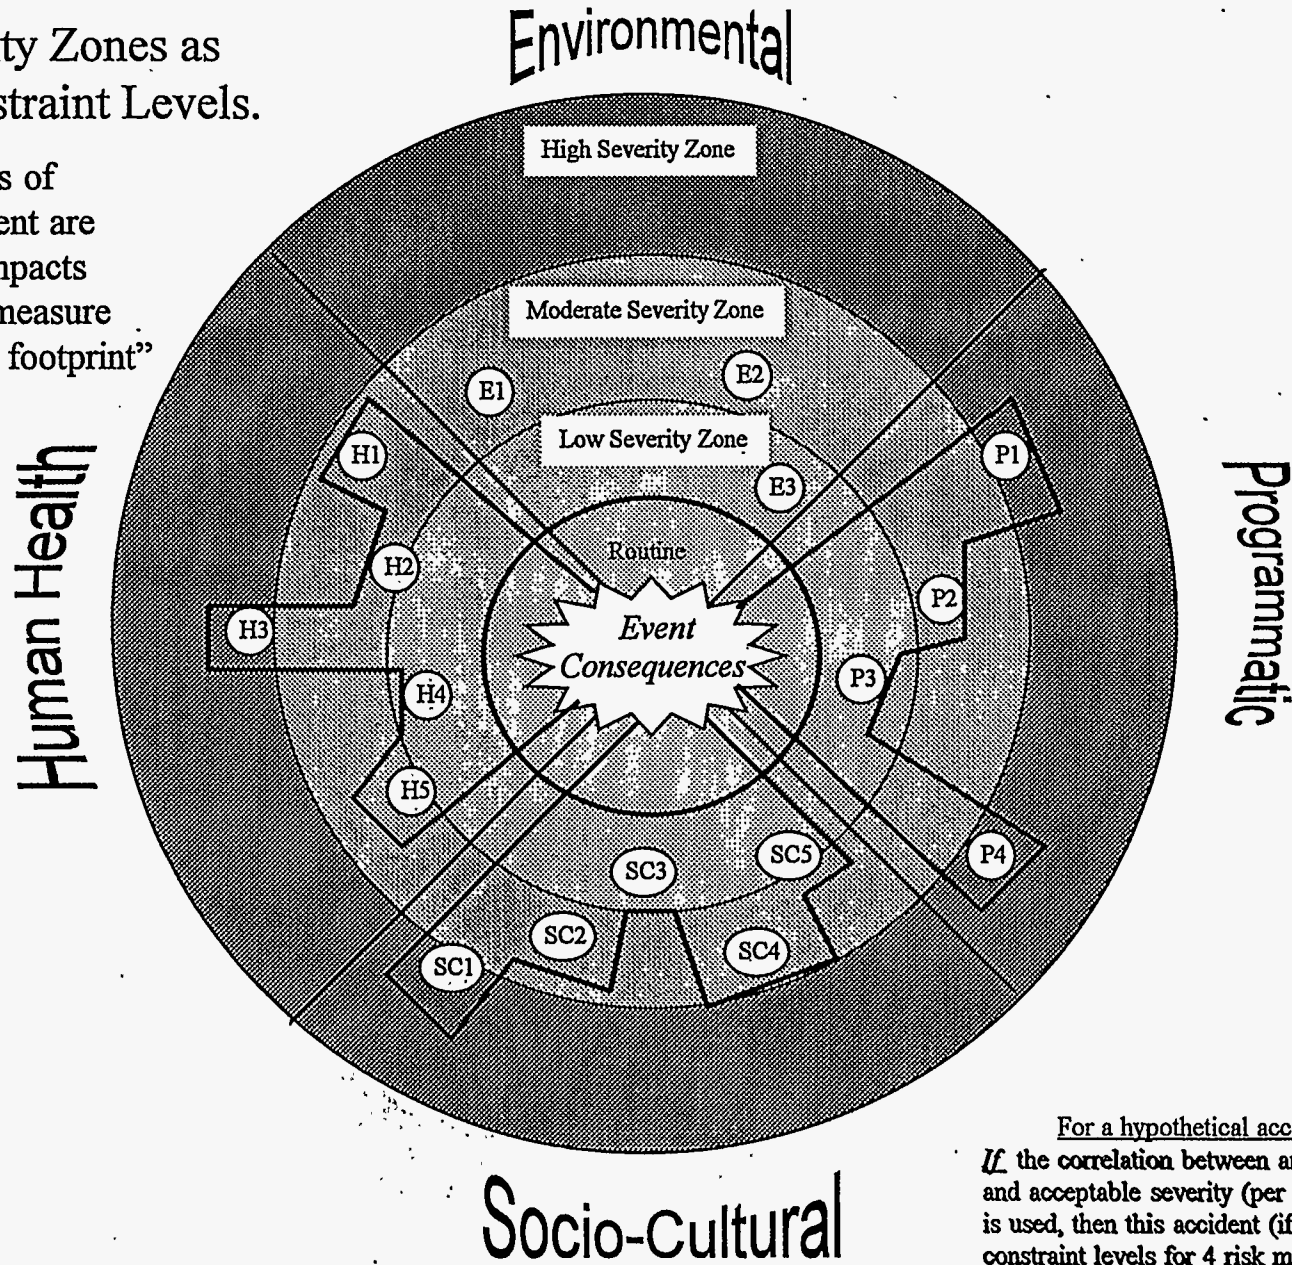 Environmental
ty Zones as
straint Levels.
s of
ent are
npacts
measure
footprint”
High Severity Zone
Moderate Severity Zone
E1
E2
Low Severity Zone
E3
H1
P1
Routine
H2
P2
H3
Event
Consequences
H4
P3
H5
P4
SC3
SC5
SC2
SC4
SC1
Human Health
Programmatic
Socio-Cultural
For a hypothetical acc
If the correlation between ar
and acceptable severity (per
is used, then this accident (if
constraint levels for 4 risk m